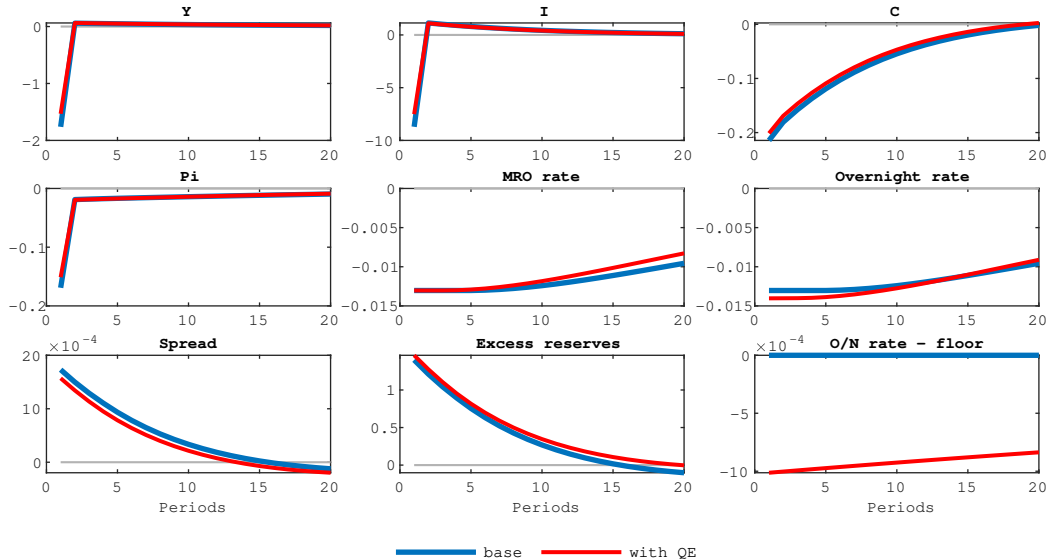 Y
0
−1
−2
0 5 10 15 20
I
0
−5
−10
0 5 10 15 20
C
0
−0.1
−0.2
0 5 10 15 20
Pi
0
−0.1
−0.2
0 5 10 15 20
MRO rate
0
−0.005
−0.01
−0.015
0 5 10 15 20
Overnight rate
0
−0.005
−0.01
−0.015
0 5 10 15 20
Spread
×10⁻⁴
20
10
0
0 5 10 15 20
Periods
Excess reserves
1
0.5
0
0 5 10 15 20
Periods
O/N rate − floor
×10⁻⁴
0
−5
−10
0 5 10 15 20
Periods
base with QE